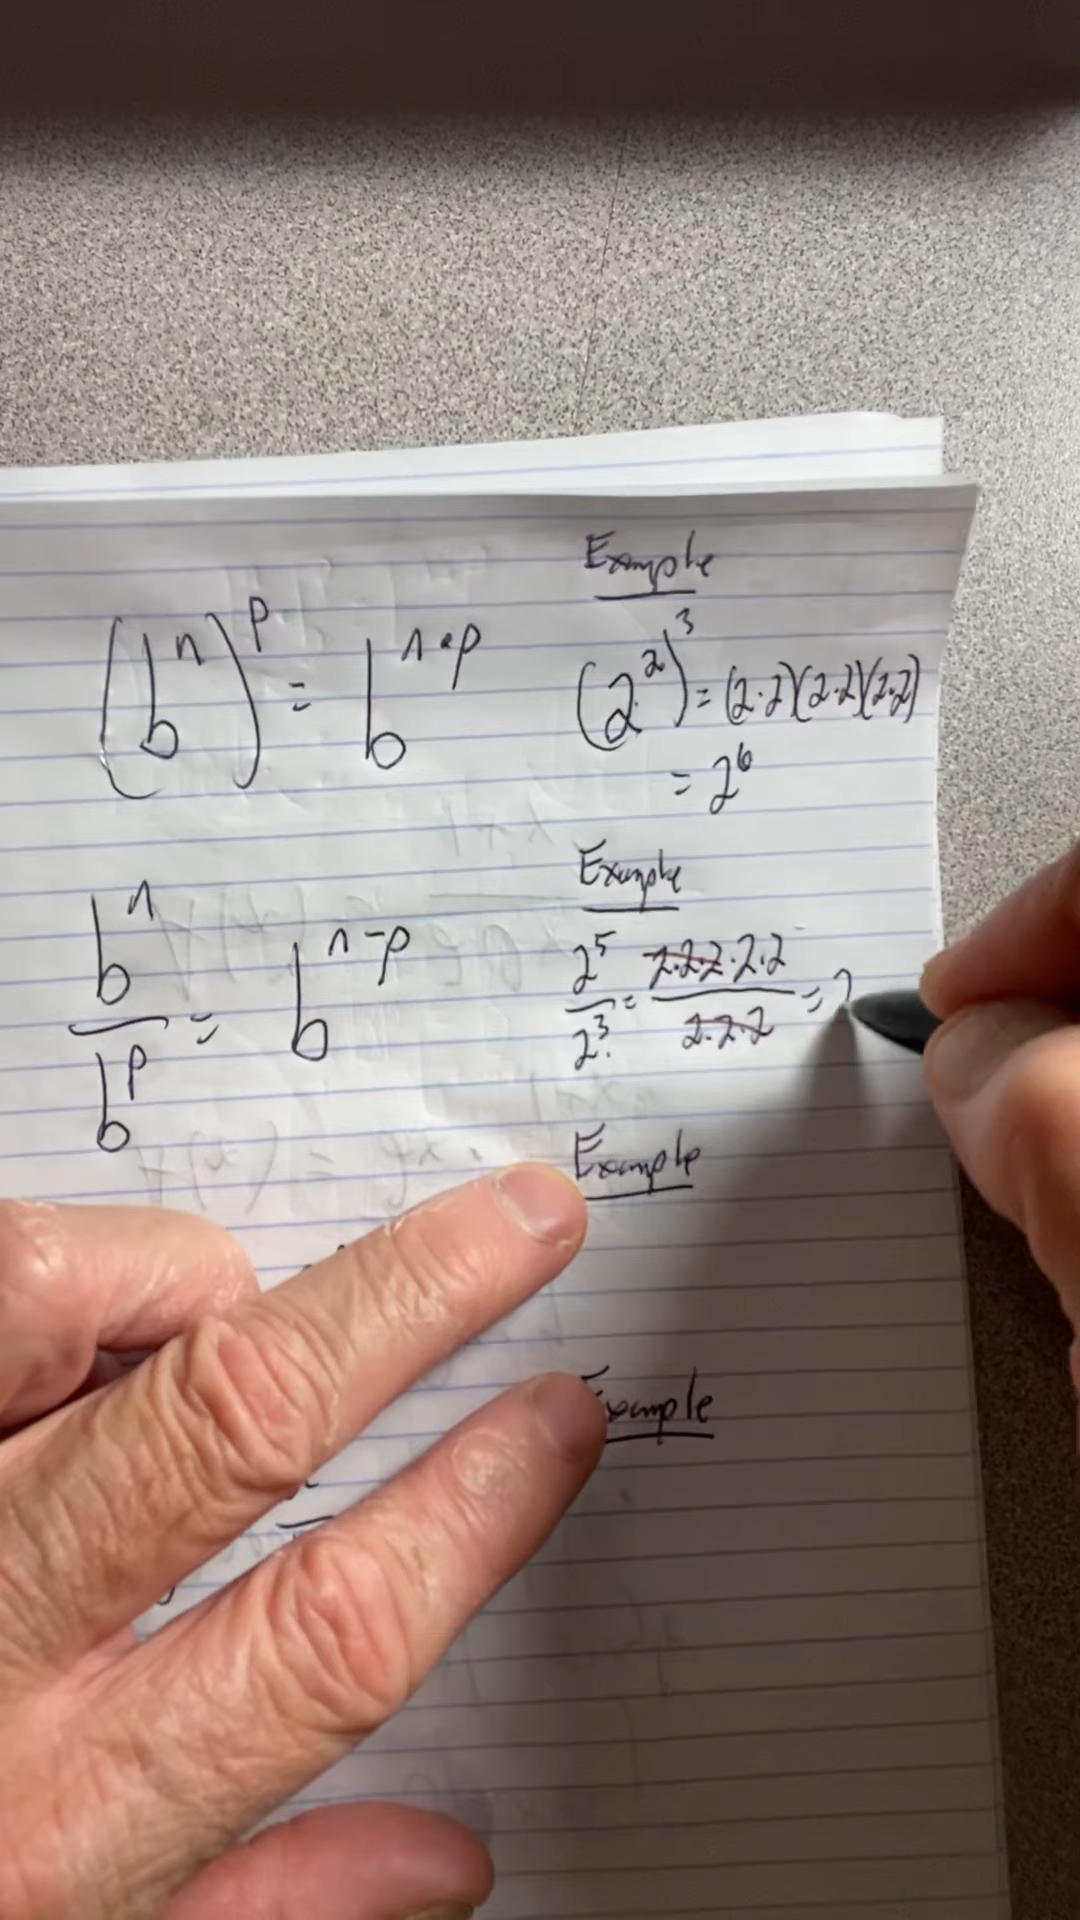 Example
(b^n)^p = b^{n•p}
(2^2)^3 = (2·2)(2·2)(2·2)
= 2^6
Example
b^n / b^p = b^{n-p}
2^5 / 2^3 = 2·2·2·2·2 / 2·2·2 = 2
Example
Example